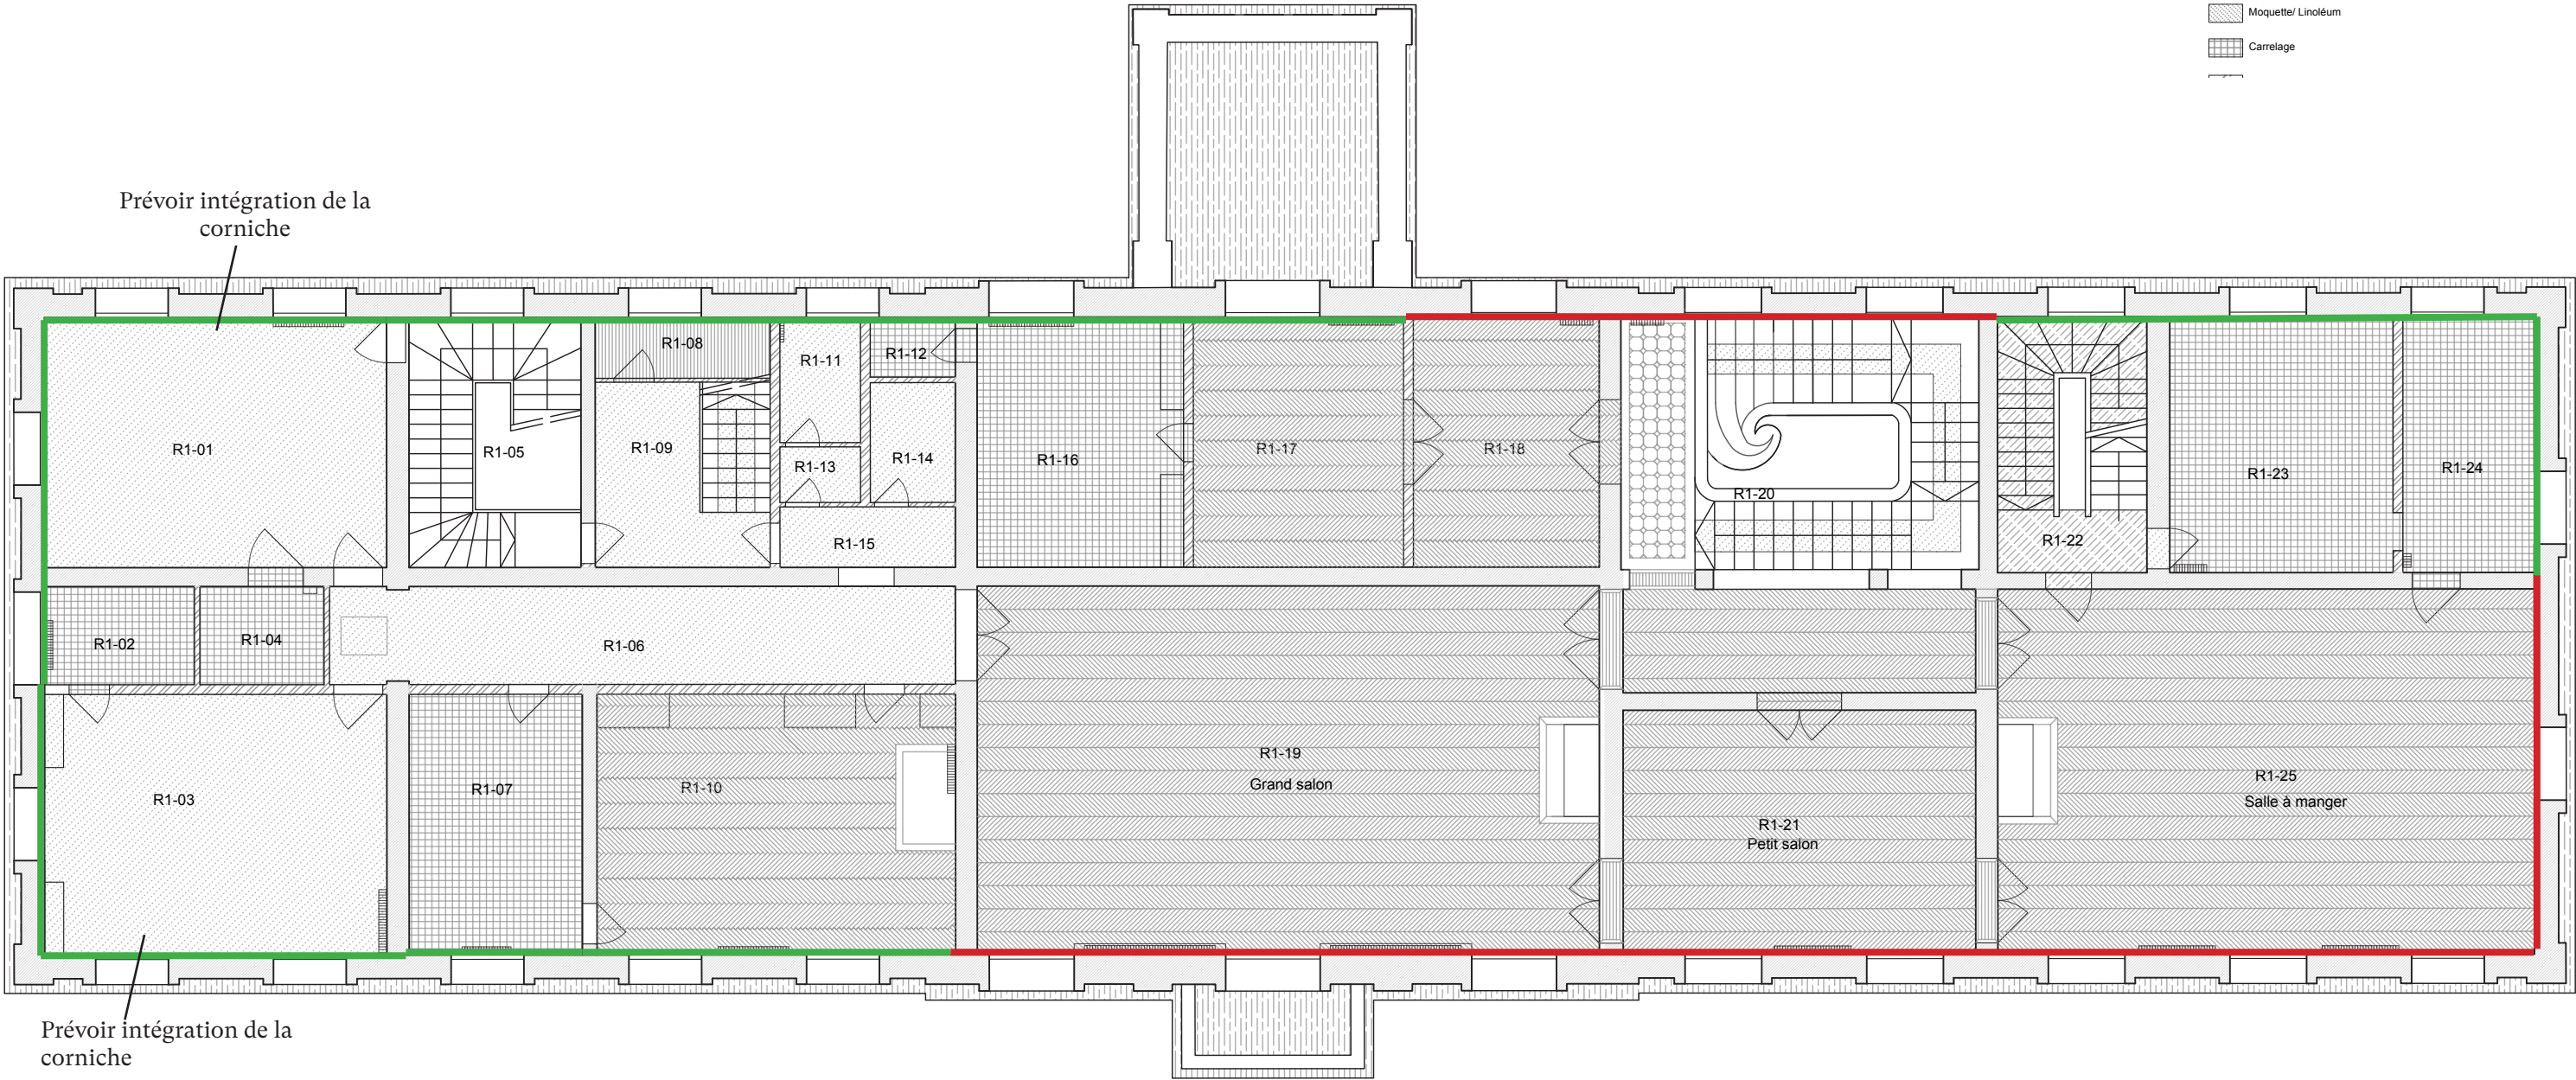 Moquette/ Linoléum
Carrelage
Prévoir intégration de la
corniche
R1-08
R1-11
R1-12
R1-01
R1-05
R1-09
R1-13
R1-14
R1-16
R1-17
R1-18
R1-20
R1-23
R1-24
R1-15
R1-22
R1-02
R1-04
R1-06
R1-03
R1-07
R1-10
R1-19
Grand salon
R1-21
Petit salon
R1-25
Salle à manger
Prévoir intégration de la
corniche